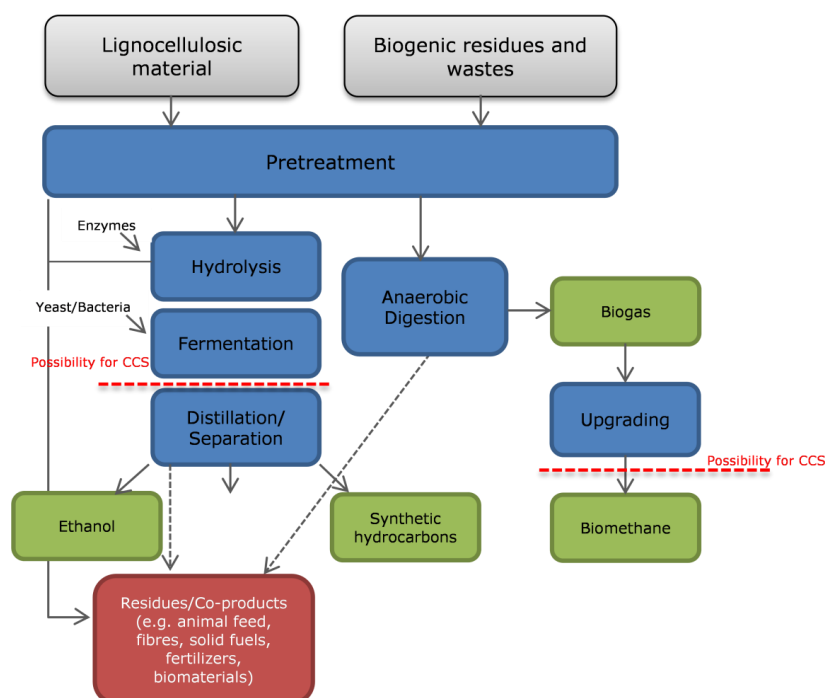 Lignocellulosic
material
Biogenic residues and
wastes
Pretreatment
Enzymes
Hydrolysis
Anaerobic
Digestion
Biogas
Yeast/Bacteria
Fermentation
Possibility for CCS
Distillation/
Separation
Upgrading
Possibility for CCS
Ethanol
Synthetic
hydrocarbons
Biomethane
Residues/Co-products
(e.g. animal feed,
fibres, solid fuels,
fertilizers,
biomaterials)